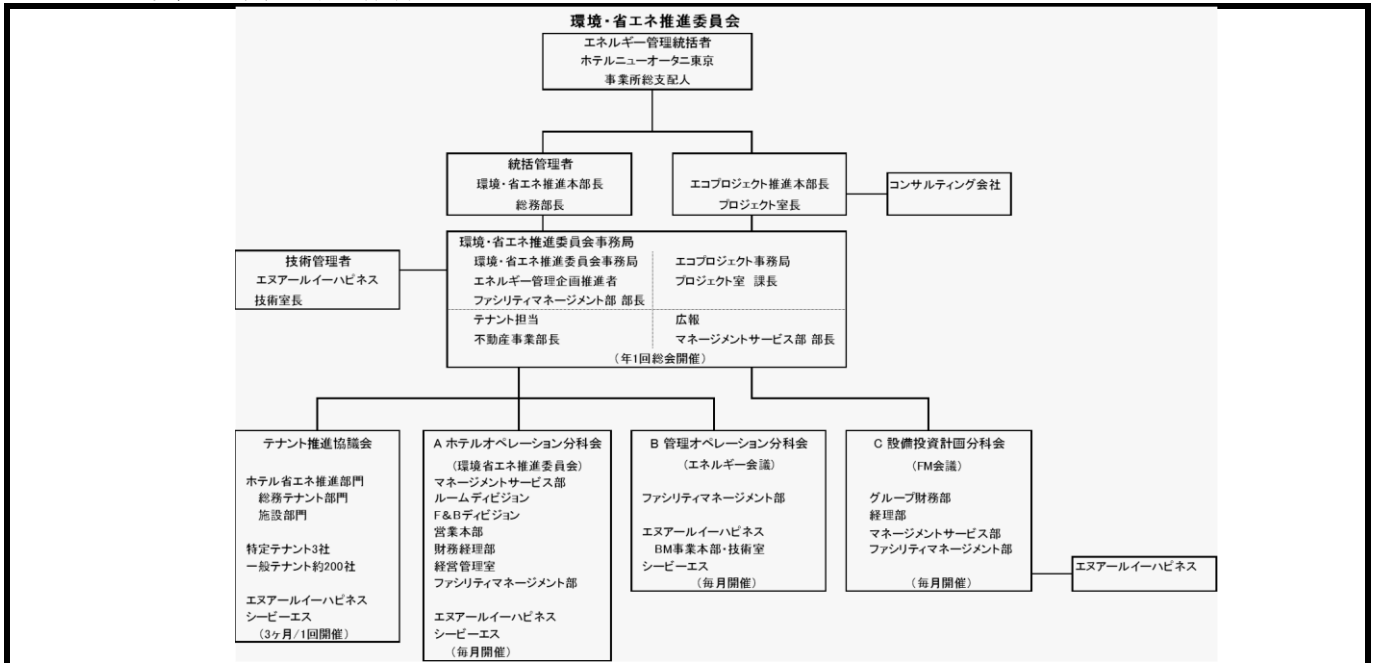 環境・省エネ推進委員会
エネルギー管理統括者
ホテルニューオータニ東京
事業所総支配人
統括管理者
環境・省エネ推進本部長
総務部長
エコプロジェクト推進本部長
プロジェクト室長
コンサルティング会社
技術管理者
エヌアールイーハピネス
技術室長
環境・省エネ推進委員会事務局
環境・省エネ推進委員会事務局
エネルギー管理企画推進者
ファシリティマネージメント部 部長
エコプロジェクト事務局
プロジェクト室 課長
テナント担当
不動産事業部長
広報
マネージメントサービス部 部長
(年1回総会開催)
テナント推進協議会
ホテル省エネ推進部門
総務テナント部門
施設部門
特定テナント3社
一般テナント約200社
エヌアールイーハピネス
シービーエス
(3ヶ月/1回開催)
A ホテルオペレーション分科会
(環境省エネ推進委員会)
マネージメントサービス部
ルームディビジョン
F&Bディビジョン
営業本部
財務経理部
経営管理室
ファシリティマネージメント部
エヌアールイーハピネス
シービーエス
(毎月開催)
B 管理オペレーション分科会
(エネルギー会議)
ファシリティマネージメント部
エヌアールイーハピネス
BM事業本部・技術室
シービーエス
(毎月開催)
C 設備投資計画分科会
(FM会議)
グループ財務部
経理部
マネージメントサービス部
ファシリティマネージメント部
(毎月開催)
エヌアールイーハピネス